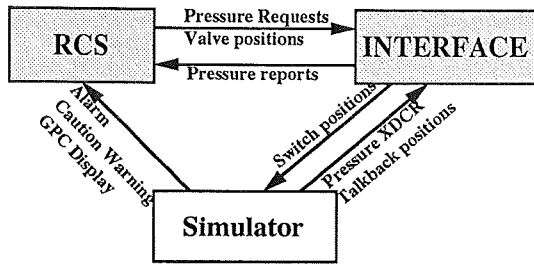 Pressure Requests
RCS
Valve positions
INTERFACE
Pressure reports
Alarm
Caution Warning
GPC Display
Switch positions
Pressure XDCR
Talkback positions
Simulator